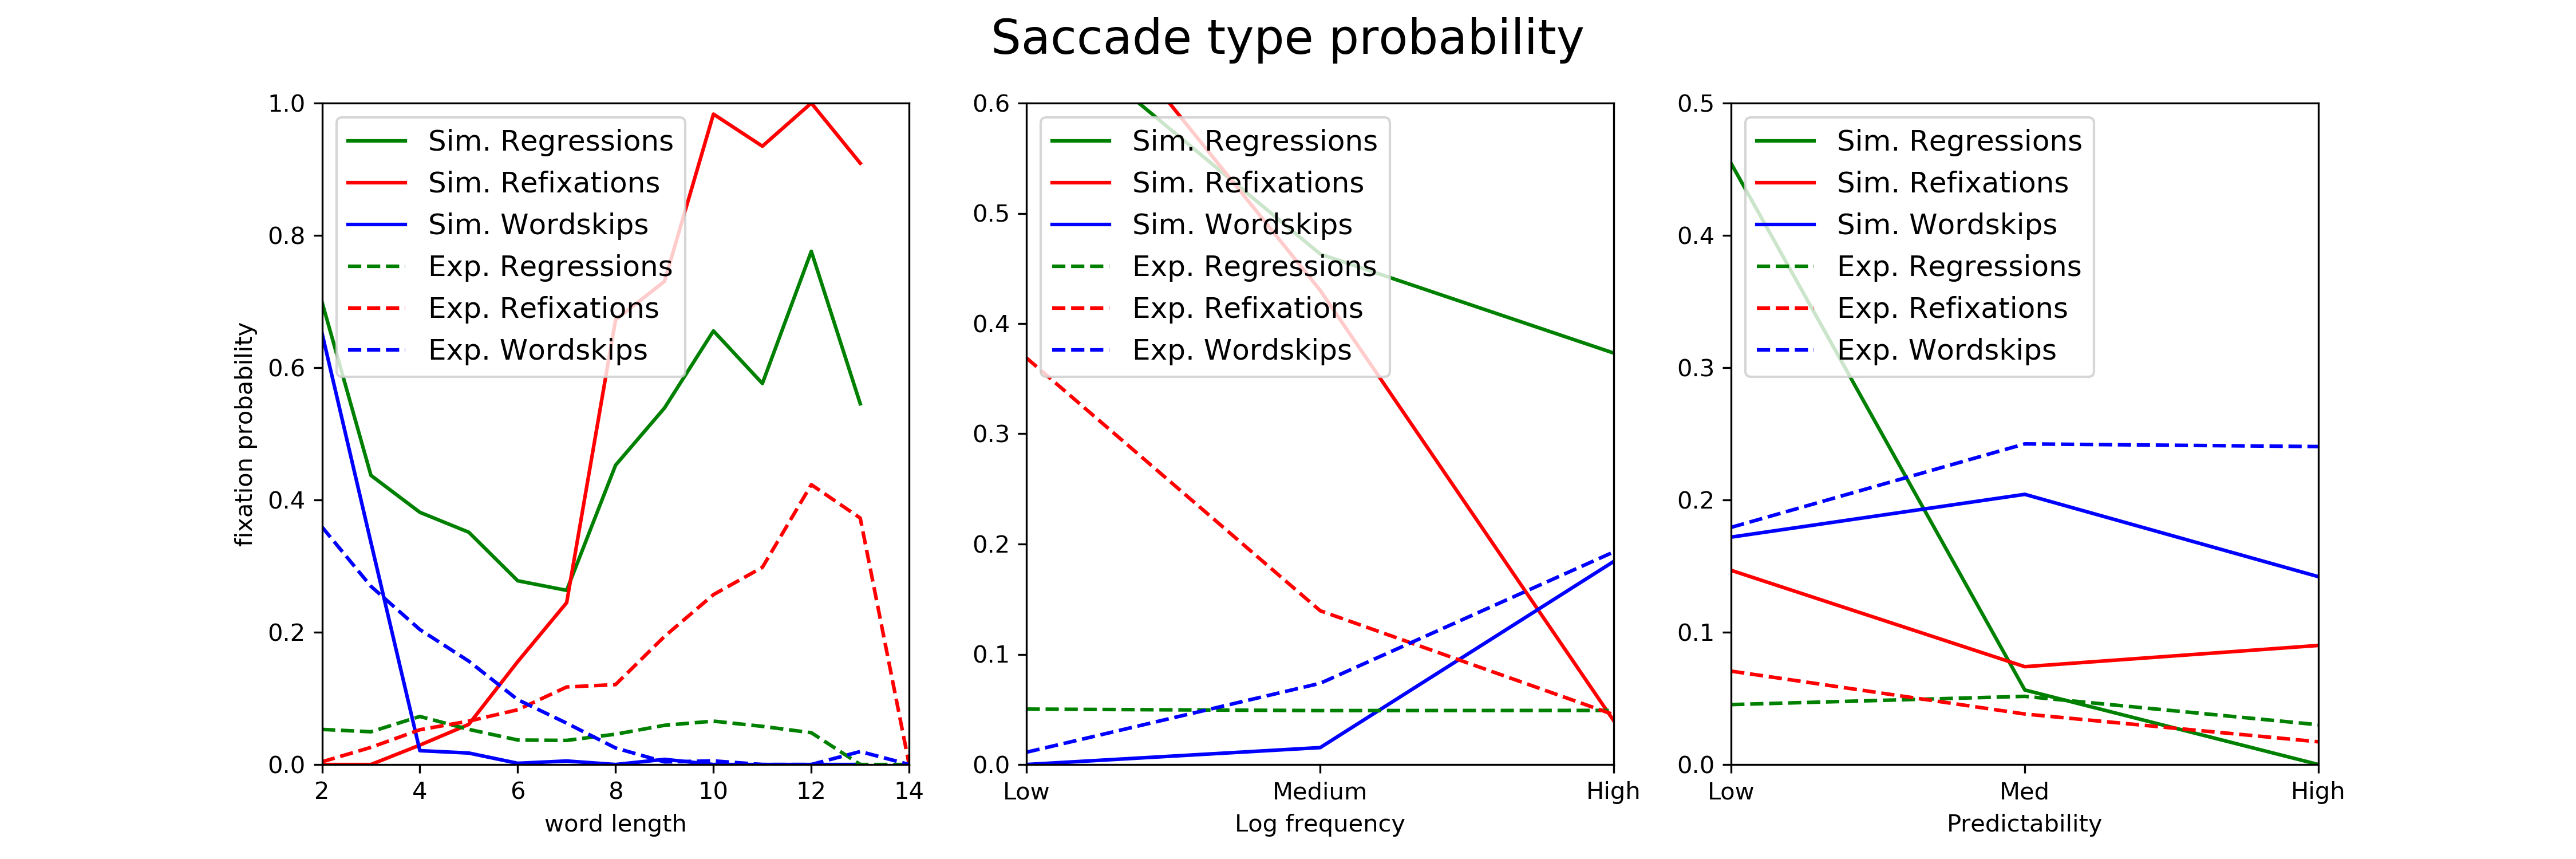 Saccade type probability
1.0
0.8
0.6
0.4
0.2
0.0
fixation probability
Sim. Regressions
Sim. Refixations
Sim. Wordskips
Exp. Regressions
Exp. Refixations
Exp. Wordskips
2 4 6 8 10 12 14
word length
0.6
0.5
0.4
0.3
0.2
0.1
0.0
Sim. Regressions
Sim. Refixations
Sim. Wordskips
Exp. Regressions
Exp. Refixations
Exp. Wordskips
Low Medium High
Log frequency
0.5
0.4
0.3
0.2
0.1
0.0
Sim. Regressions
Sim. Refixations
Sim. Wordskips
Exp. Regressions
Exp. Refixations
Exp. Wordskips
Low Med High
Predictability